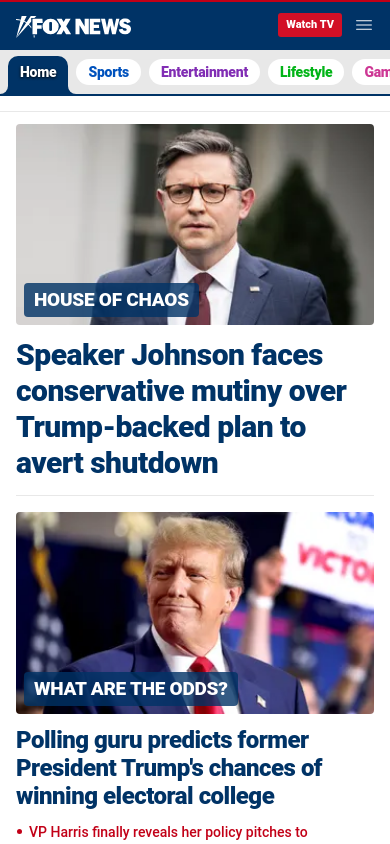 FOX NEWS
Watch TV
Home
Sports
Entertainment
Lifestyle
HOUSE OF CHAOS
Speaker Johnson faces
conservative mutiny over
Trump-backed plan to
avert shutdown
WHAT ARE THE ODDS?
Polling guru predicts former
President Trump's chances of
winning electoral college
VP Harris finally reveals her policy pitches to